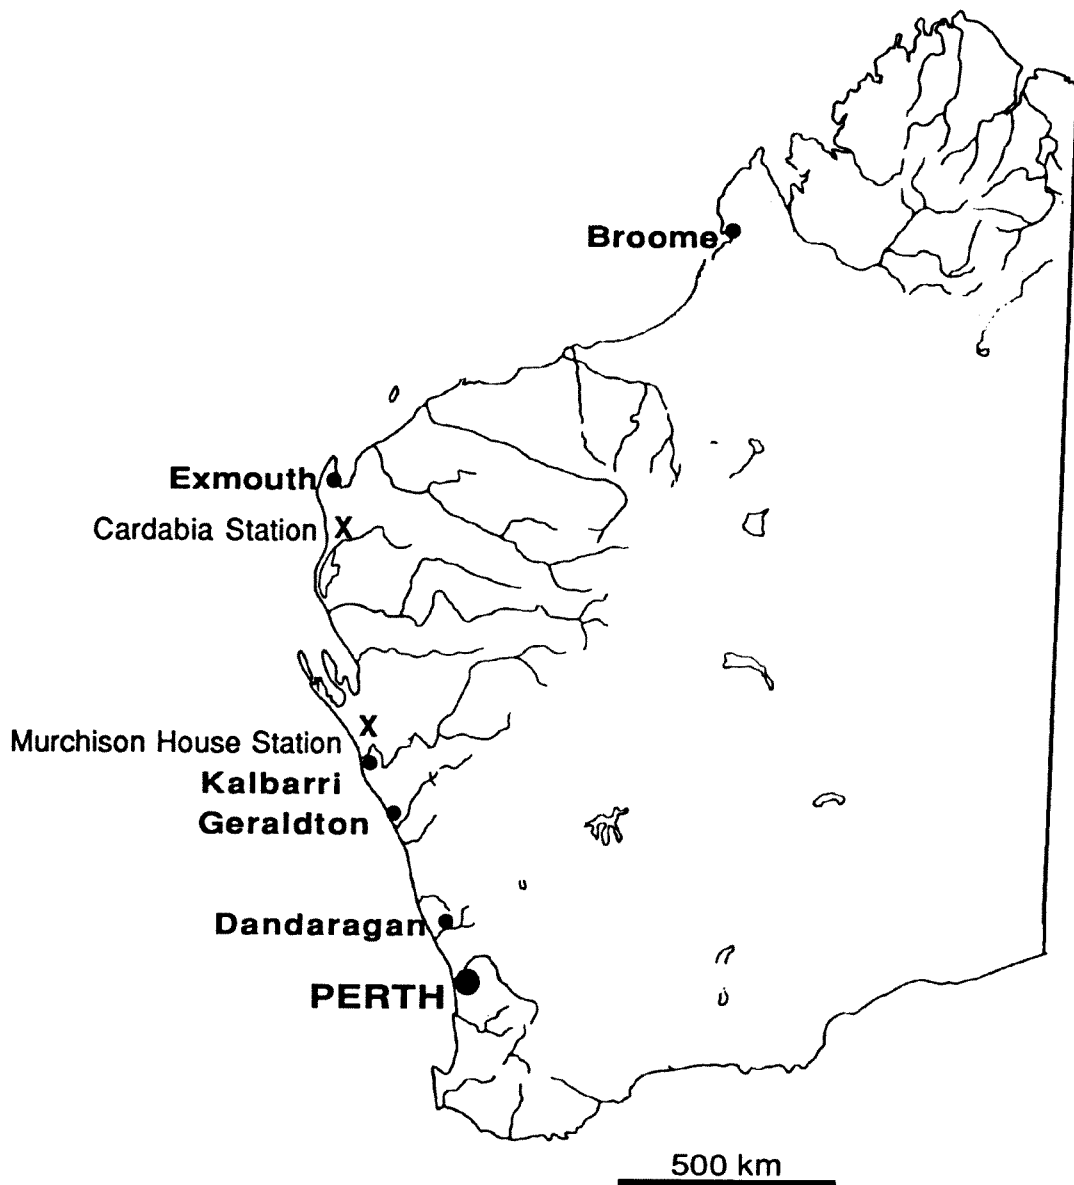 Broome
Exmouth
Cardabia Station X
X
Murchison House Station
Kalbarri
Geraldton
Dandaragan
PERTH
500 km